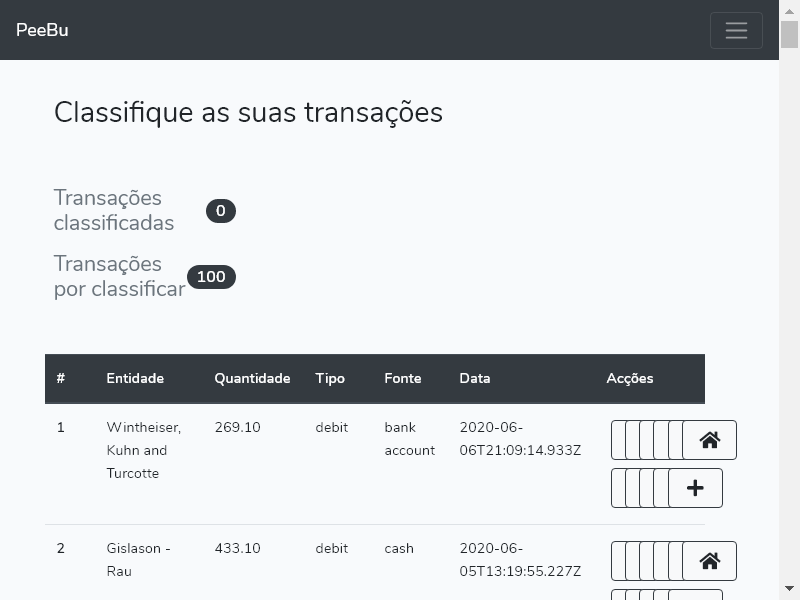 PeeBu
Classifique as suas transações
Transações
classificadas
0
Transações
por classificar
100
# Entidade Quantidade Tipo Fonte Data Acções
1 Wintheiser, 269.10 debit bank 2020-06-
Kuhn and account 06T21:09:14.933Z
Turcotte
2 Gislason - 433.10 debit cash 2020-06-
Rau 05T13:19:55.227Z